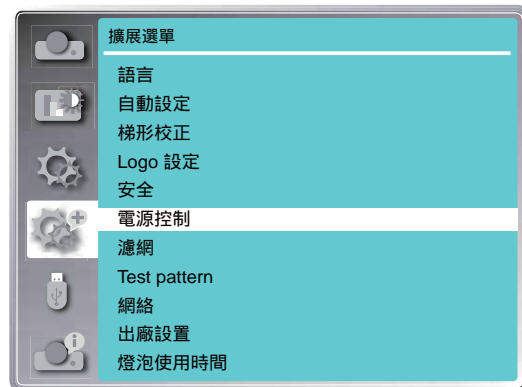 擴展選單
語言
自動設定
梯形校正
Logo 設定
安全
電源控制
濾網
Test pattern
網絡
出廠設置
燈泡使用時間